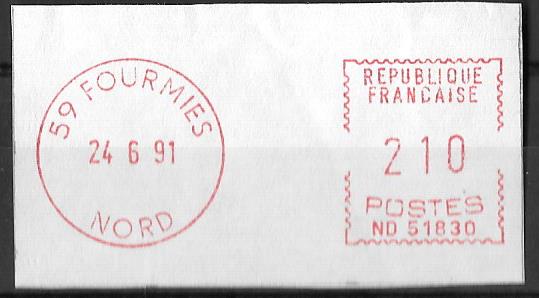 59 FOURMIES
24 6 91
NORD
REPUBLIQUE
FRANCAISE
210
POSTES
ND 51830